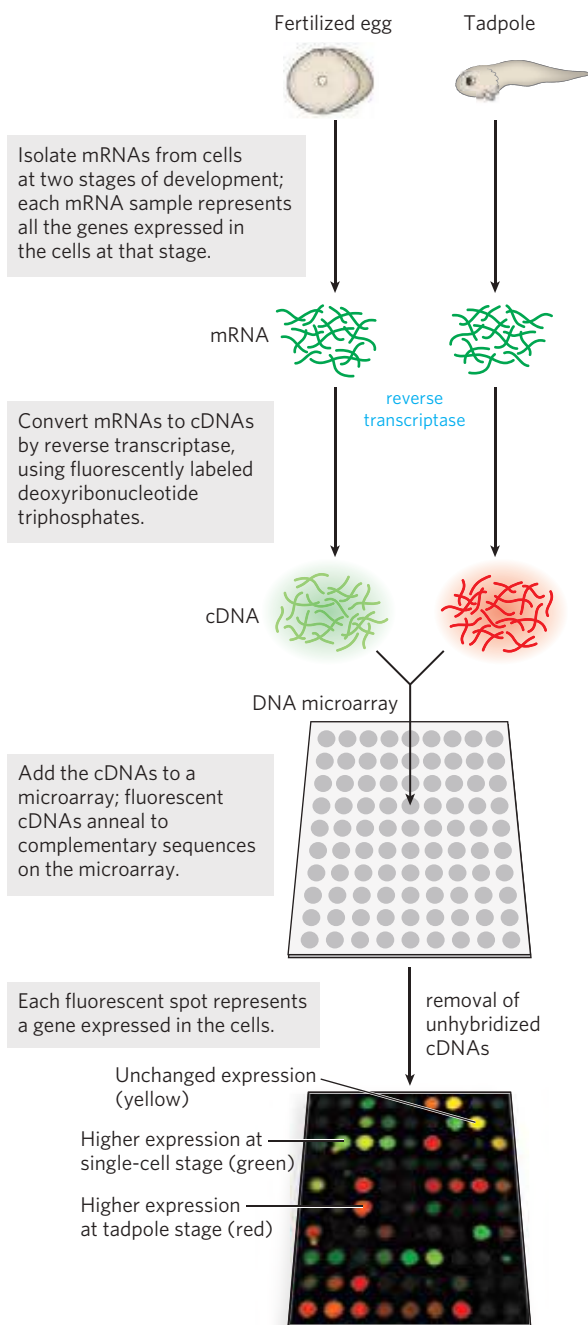 Fertilized egg
Tadpole
Isolate mRNAs from cells
at two stages of development;
each mRNA sample represents
all the genes expressed in
the cells at that stage.
mRNA
reverse
transcriptase
Convert mRNAs to cDNAs
by reverse transcriptase,
using fluorescently labeled
deoxyribonucleotide
triphosphates.
cDNA
DNA microarray
Add the cDNAs to a
microarray; fluorescent
cDNAs anneal to
complementary sequences
on the microarray.
Each fluorescent spot represents
a gene expressed in the cells.
removal of
unhybridized
cDNAs
Unchanged expression
(yellow)
Higher expression at
single-cell stage (green)
Higher expression
at tadpole stage (red)